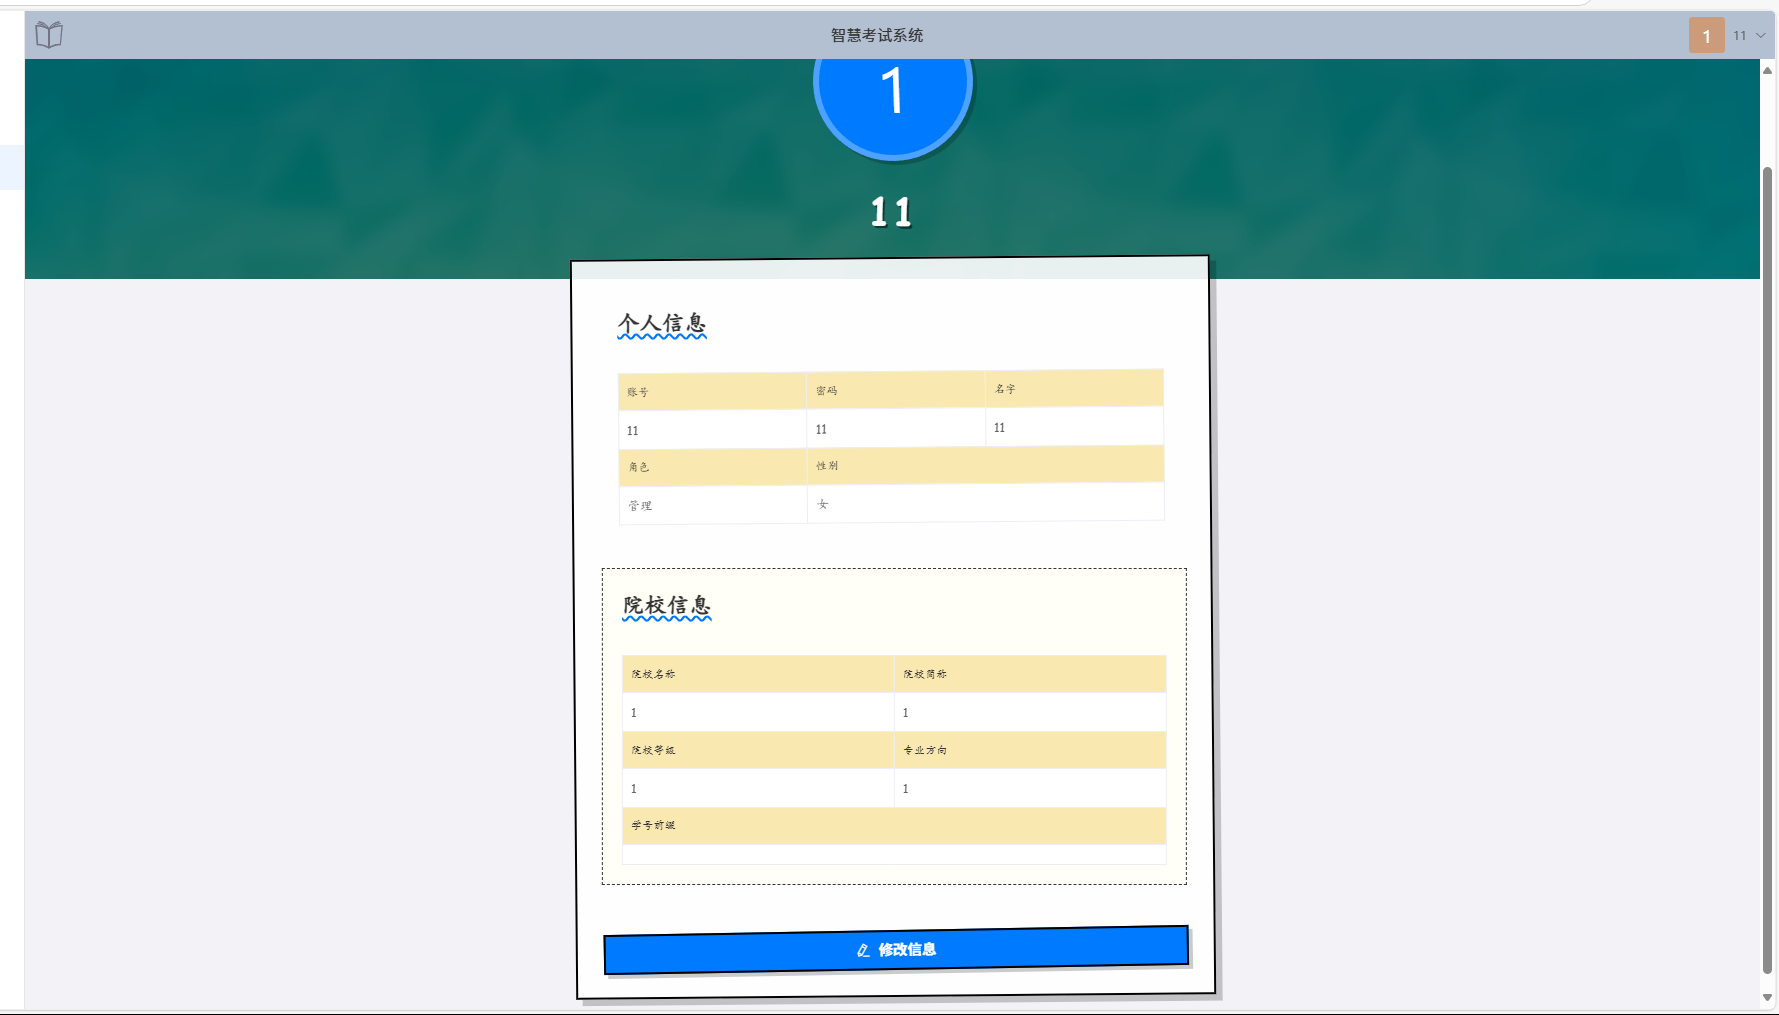 智慧考试系统
1
11
1
11
个人信息
账号 密码 名字
11 11 11
角色 性别
管理 女
院校信息
院校名称 院校简称
1 1
院校等级 专业方向
1 1
学号前缀
修改信息